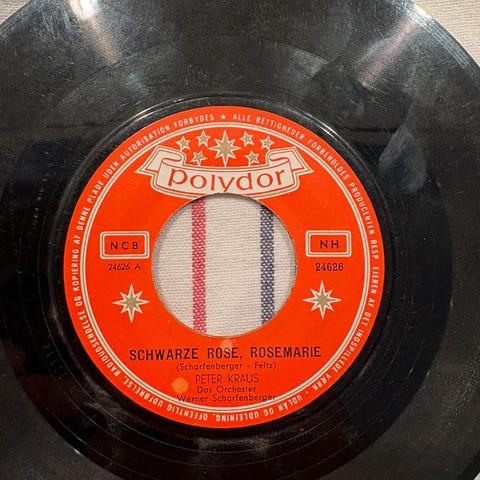 ALLE RETTIGHEDER FORBEHOLDES PRODUCENTEN RESP. EJEREN AF DET INDSPILLEDE VÆRK - UDLÅN OG UDLEJNING, OFFENTLIG UDFØRELSE, RADIOUDSENDELSE OG KOPIERING AF DENNE PLADE UDEN AUTORISATION FORBYDES ★
polydor
NCB
NH
24626 A
24626
SCHWARZE ROSE, ROSEMARIE
(Scharfenberger - Feltz)
PETER KRAUS
Das Orchester
Werner Scharfenberger